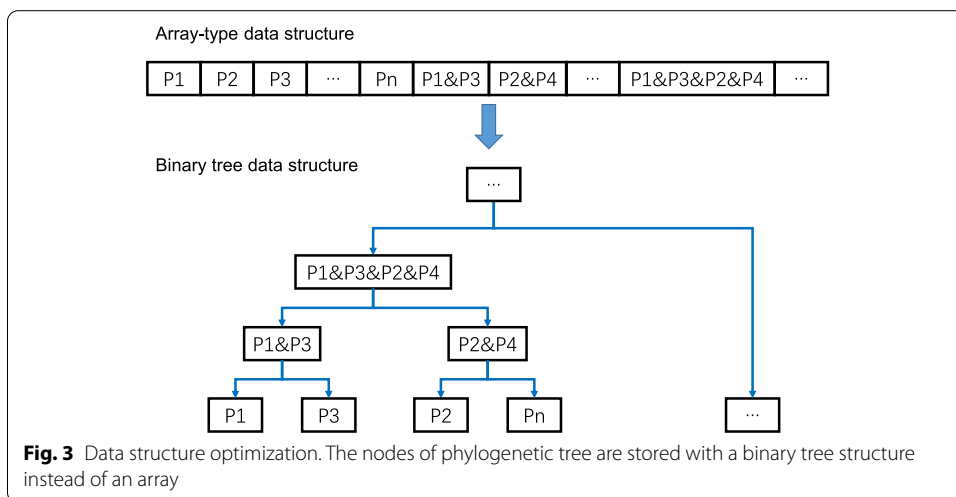 Array-type data structure
P1 P2 P3 ... Pn P1&P3 P2&P4 ... P1&P3&P2&P4 ...
Binary tree data structure
...
P1&P3&P2&P4
P1&P3 P2&P4
P1 P3 P2 Pn ...
Fig. 3 Data structure optimization. The nodes of phylogenetic tree are stored with a binary tree structure
instead of an array